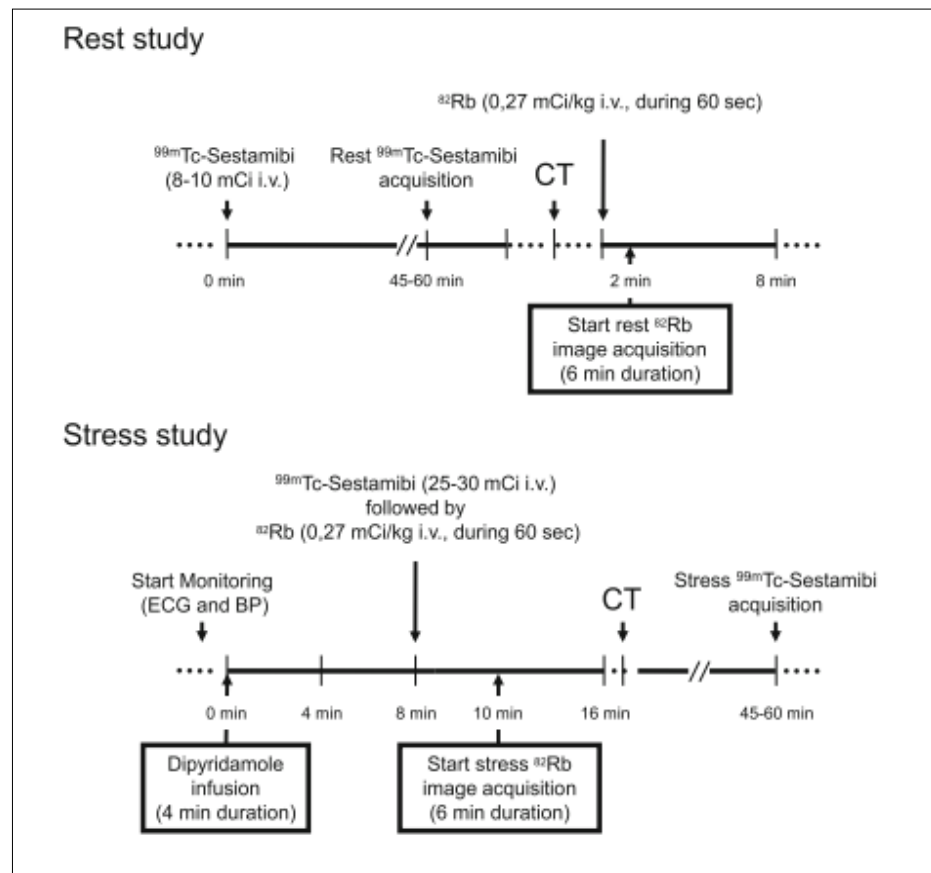 Rest study
⁸²Rb (0,27 mCi/kg i.v., during 60 sec)
⁹⁹ᵐTc-Sestamibi
(8-10 mCi i.v.)
Rest ⁹⁹ᵐTc-Sestamibi
acquisition
CT
0 min
45-60 min
2 min
8 min
Start rest ⁸²Rb
image acquisition
(6 min duration)
Stress study
⁹⁹ᵐTc-Sestamibi (25-30 mCi i.v.)
followed by
⁸²Rb (0,27 mCi/kg i.v., during 60 sec)
Start Monitoring
(ECG and BP)
CT
Stress ⁹⁹ᵐTc-Sestamibi
acquisition
0 min
4 min
8 min
10 min
16 min
45-60 min
Dipyridamole
infusion
(4 min duration)
Start stress ⁸²Rb
image acquisition
(6 min duration)